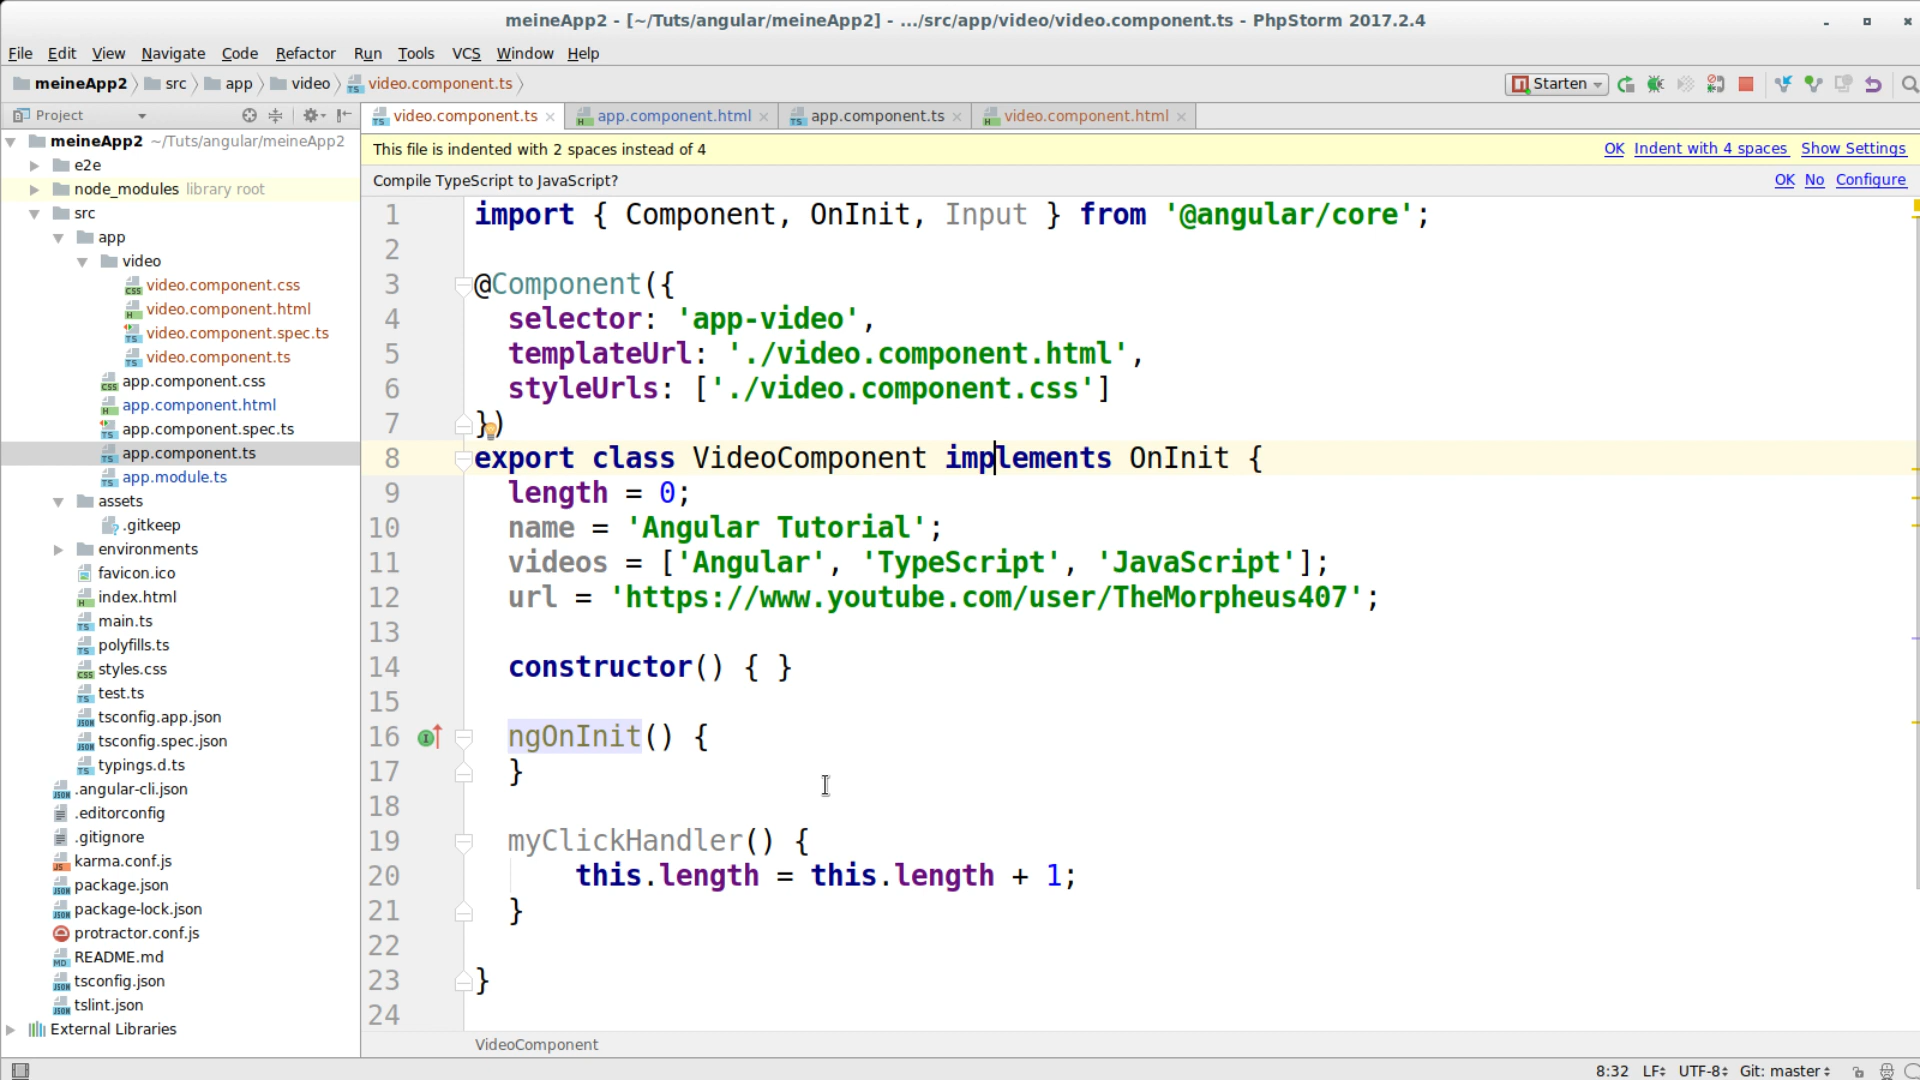 meineApp2 - [~/Tuts/angular/meineApp2] - .../src/app/video/video.component.ts - PhpStorm 2017.2.4
File Edit View Navigate Code Refactor Run Tools VCS Window Help
meineApp2 src app video video.component.ts Starten
Project video.component.ts app.component.html app.component.ts video.component.html
meineApp2 ~/Tuts/angular/meineApp2
e2e
node_modules library root
src
app
video
video.component.css
video.component.html
video.component.spec.ts
video.component.ts
app.component.css
app.component.html
app.component.spec.ts
app.component.ts
app.module.ts
assets
.gitkeep
environments
favicon.ico
index.html
main.ts
polyfills.ts
styles.css
test.ts
tsconfig.app.json
tsconfig.spec.json
typings.d.ts
.angular-cli.json
.editorconfig
.gitignore
karma.conf.js
package.json
package-lock.json
protractor.conf.js
README.md
tsconfig.json
tslint.json
External Libraries
This file is indented with 2 spaces instead of 4 OK Indent with 4 spaces Show Settings
Compile TypeScript to JavaScript? OK No Configure
1 import { Component, OnInit, Input } from '@angular/core';
2
3 @Component({
4 selector: 'app-video',
5 templateUrl: './video.component.html',
6 styleUrls: ['./video.component.css']
7 })
8 export class VideoComponent implements OnInit {
9 length = 0;
10 name = 'Angular Tutorial';
11 videos = ['Angular', 'TypeScript', 'JavaScript'];
12 url = 'https://www.youtube.com/user/TheMorpheus407';
13
14 constructor() { }
15
16 ngOnInit() {
17 }
18
19 myClickHandler() {
20 this.length = this.length + 1;
21 }
22
23 }
24
VideoComponent
8:32 LF UTF-8 Git: master